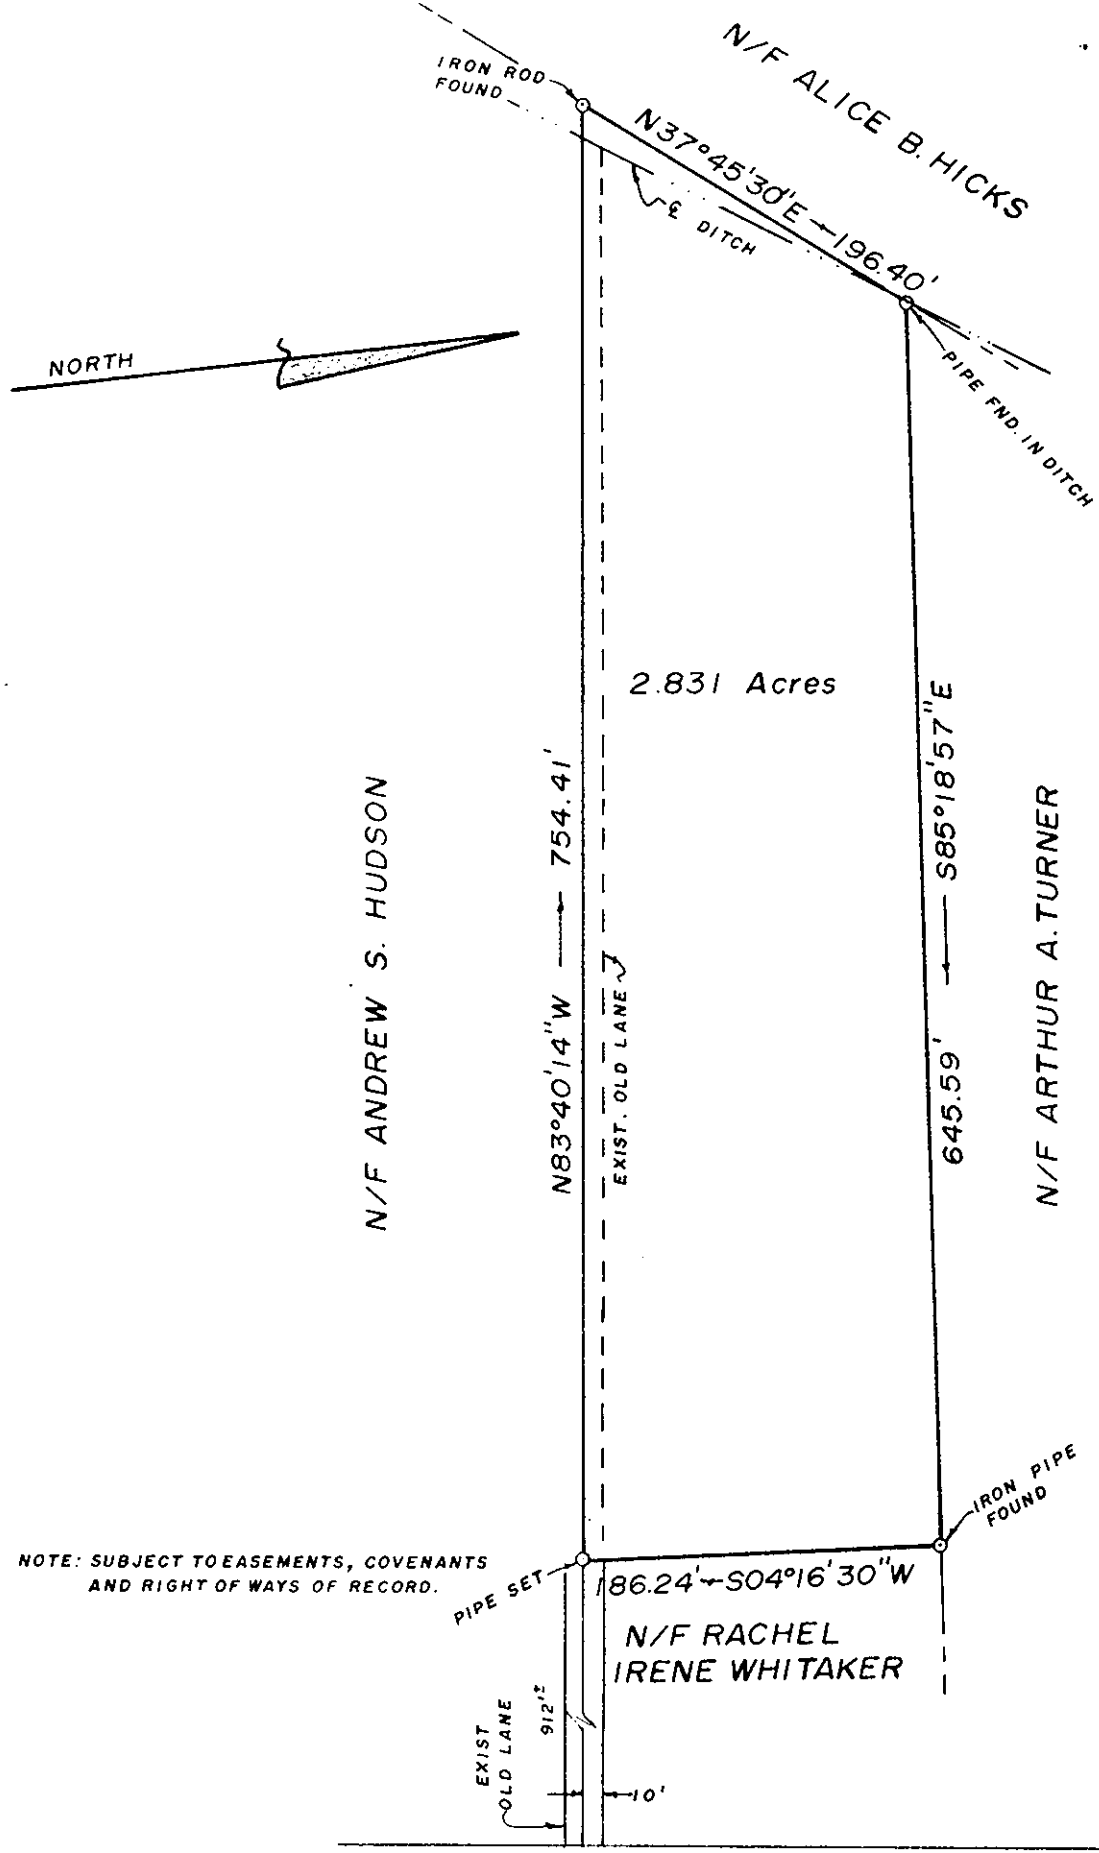 N/F ALICE B. HICKS
IRON ROD
FOUND
N37°45'30"E 196.40'
℄ DITCH
NORTH
PIPE FND. IN DITCH
2.831 Acres
N/F ANDREW S. HUDSON
N83°40'14"W 754.41'
EXIST. OLD LANE
S85°18'57"E
645.59'
N/F ARTHUR A. TURNER
IRON PIPE
FOUND
NOTE: SUBJECT TO EASEMENTS, COVENANTS
AND RIGHT OF WAYS OF RECORD.
PIPE SET
186.24' S04°16'30"W
N/F RACHEL
IRENE WHITAKER
EXIST
OLD LANE
912'±
10'